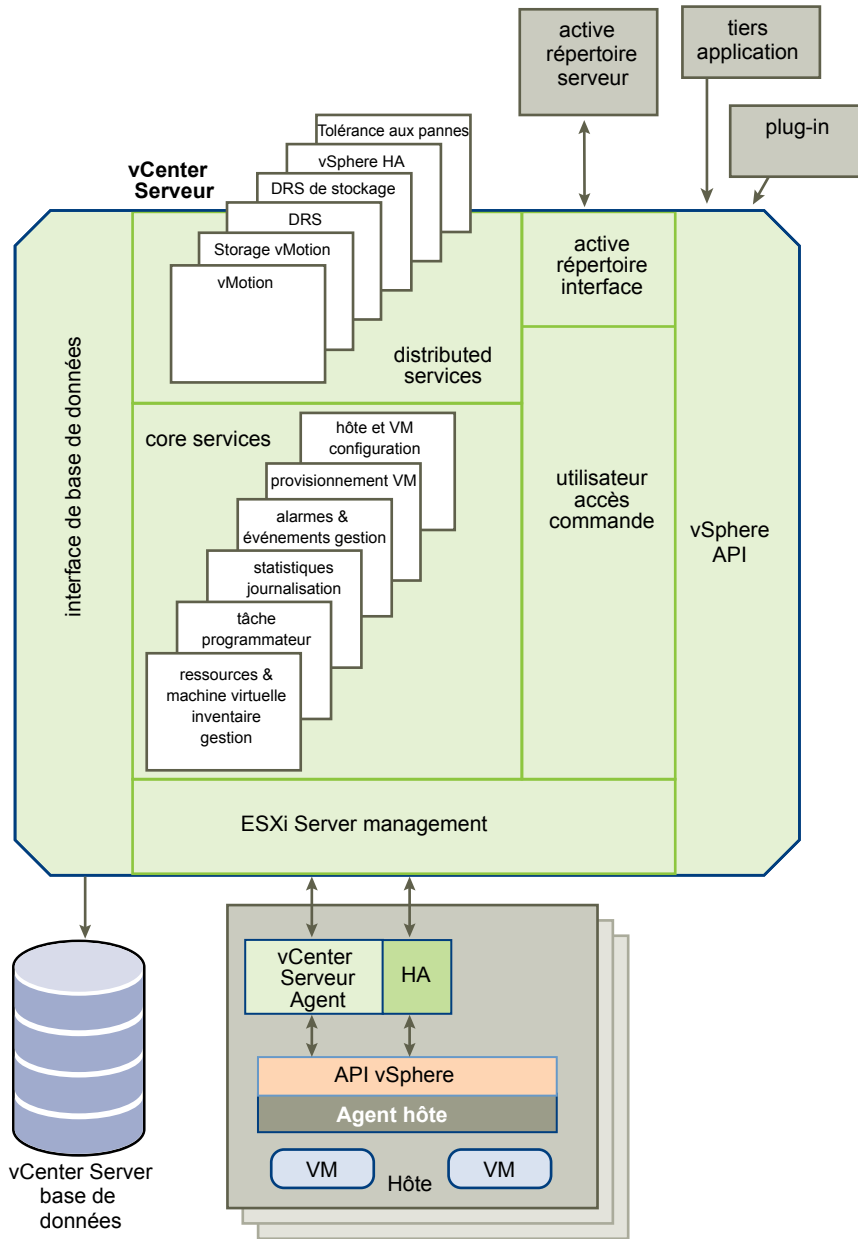 active
répertoire
serveur
tiers
application
plug-in
vCenter
Serveur
Tolérance aux pannes
vSphere HA
DRS de stockage
DRS
Storage vMotion
vMotion
distributed
services
active
répertoire
interface
interface de base de données
core services
hôte et VM
configuration
provisionnement VM
alarmes &
événements gestion
statistiques
journalisation
tâche
programmateur
ressources &
machine virtuelle
inventaire
gestion
utilisateur
accès
commande
vSphere
API
ESXi Server management
vCenter
Serveur
Agent
HA
API vSphere
Agent hôte
VM
VM
Hôte
vCenter Server
base de
données